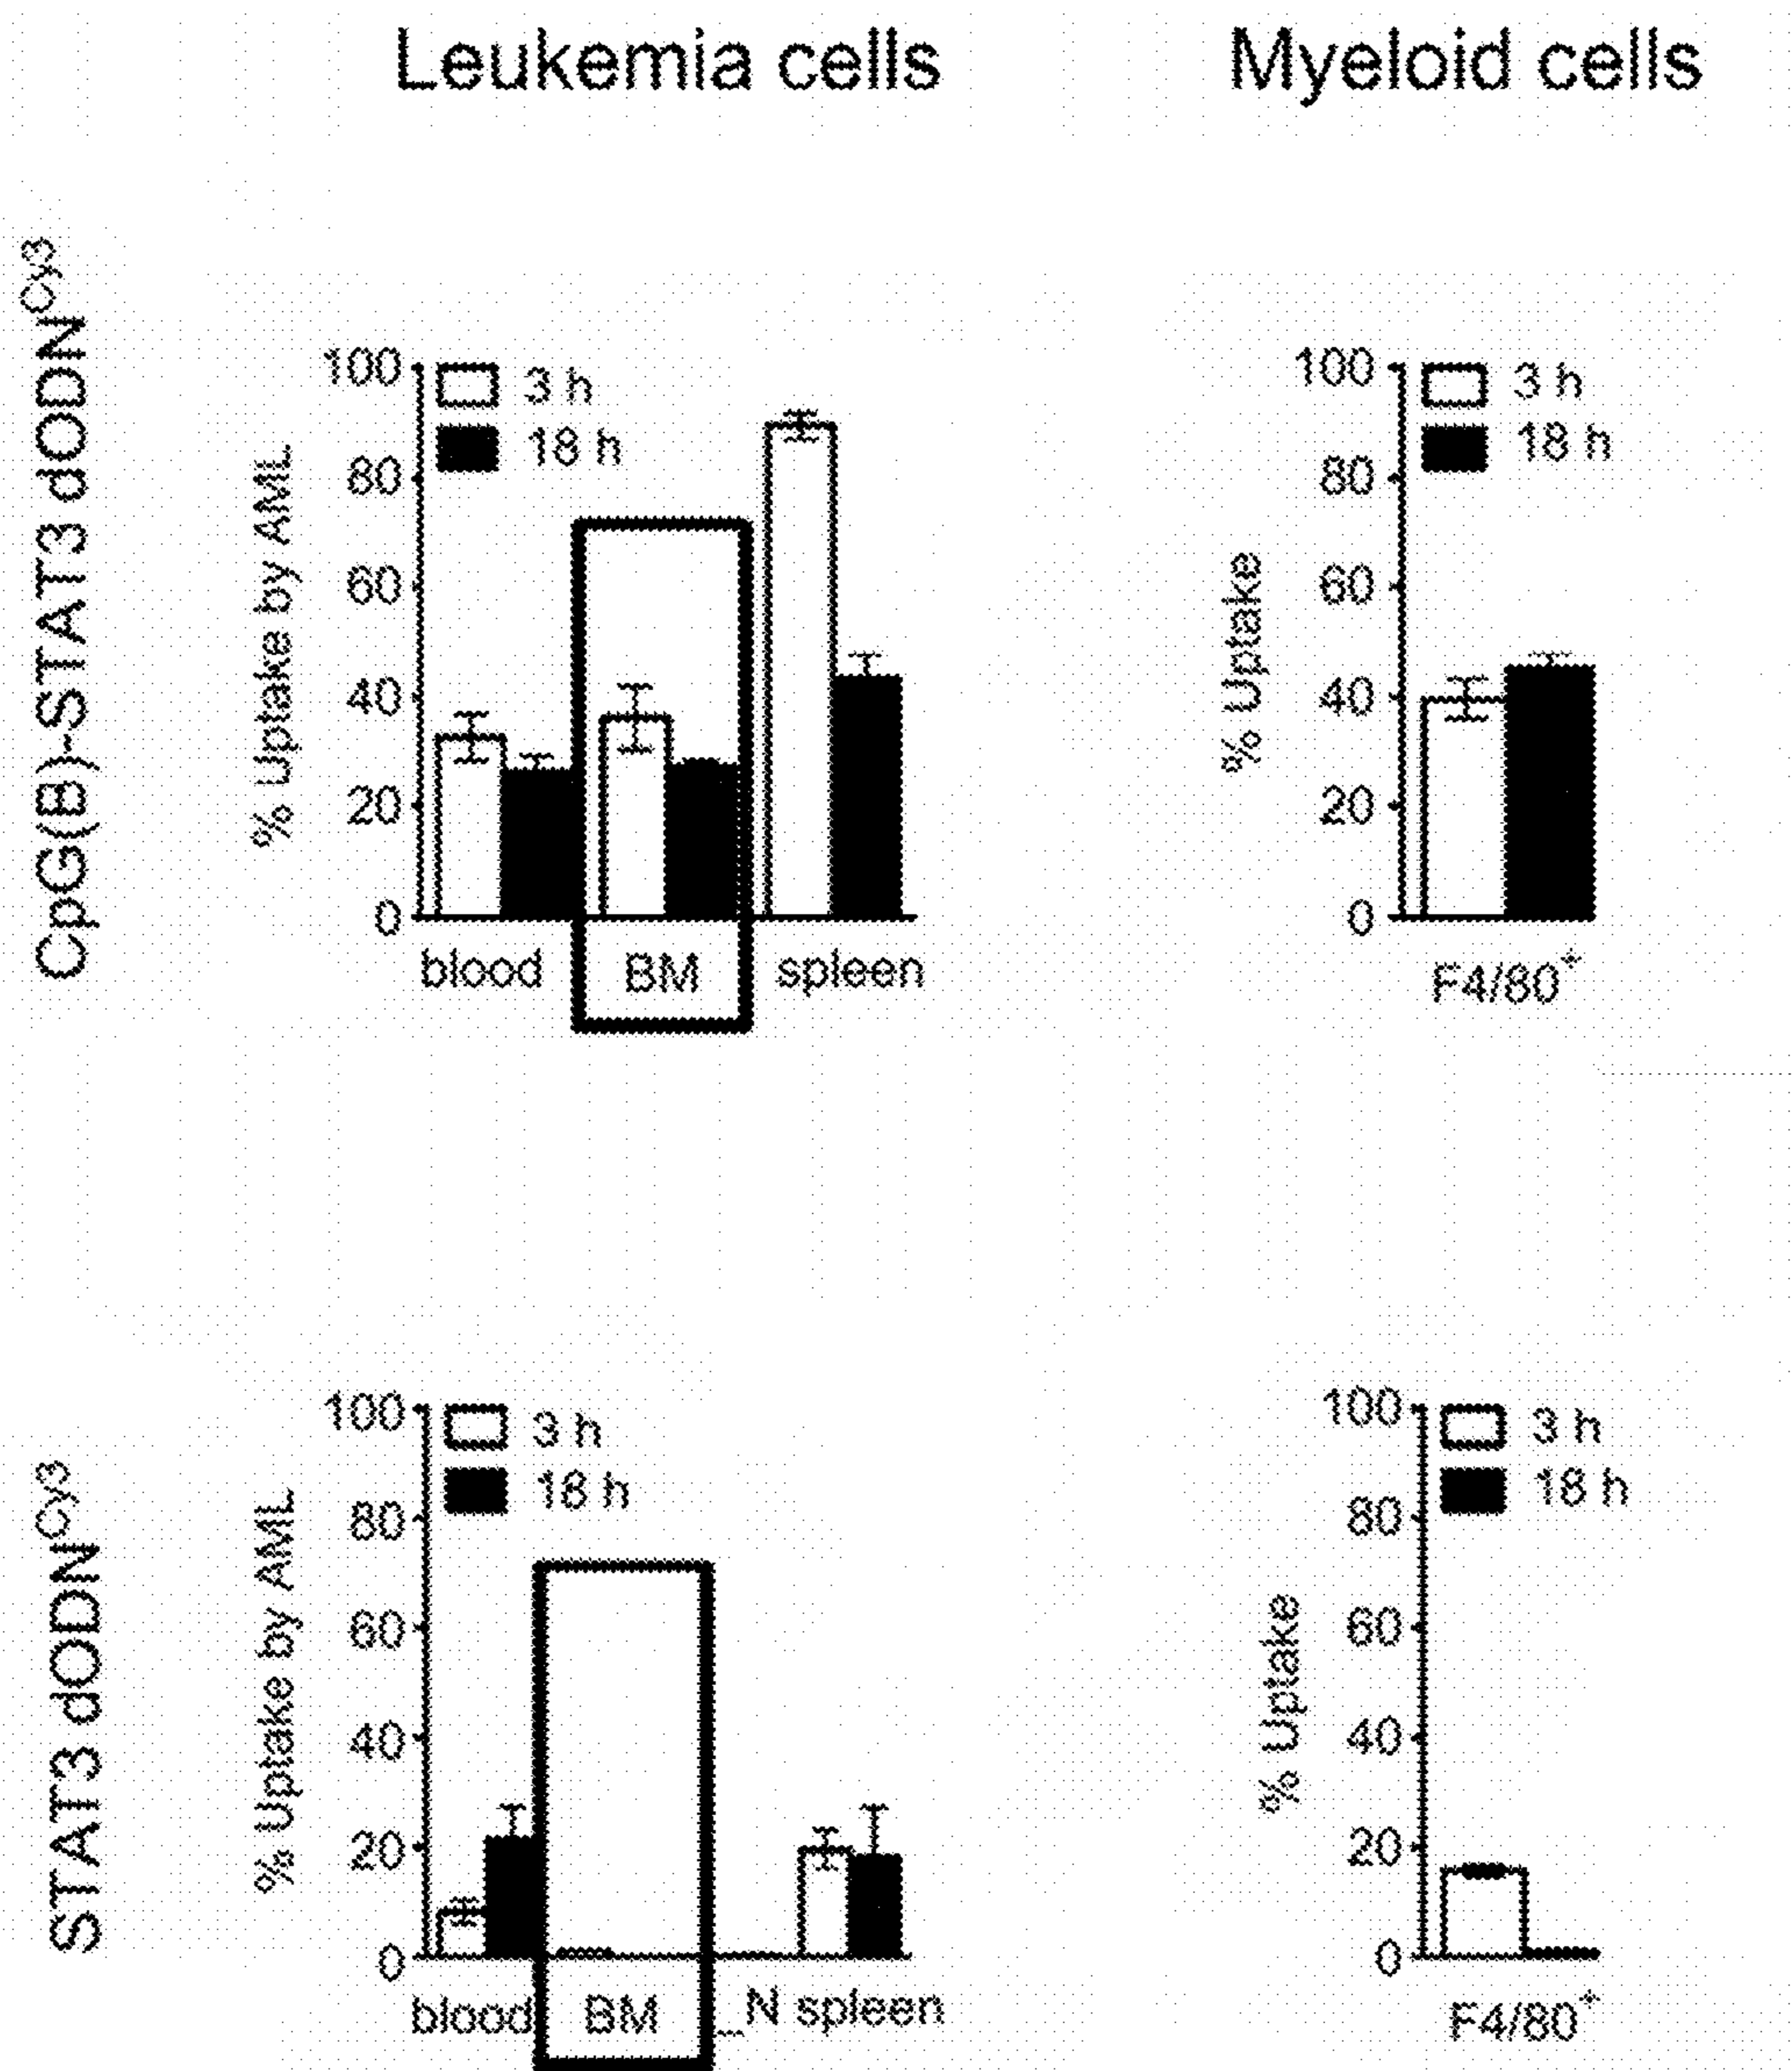 Leukemia cells
Myeloid cells
CpG(B)-STAT3 dODN^Cy3
% Uptake by AML
100
80
60
40
20
0
3 h
18 h
blood
BM
spleen
% Uptake
100
80
60
40
20
0
3 h
18 h
F4/80+
STAT3 dODN^Cy3
% Uptake by AML
100
80
60
40
20
0
3 h
18 h
blood
BM
_N spleen
% Uptake
100
80
60
40
20
0
3 h
18 h
F4/80+